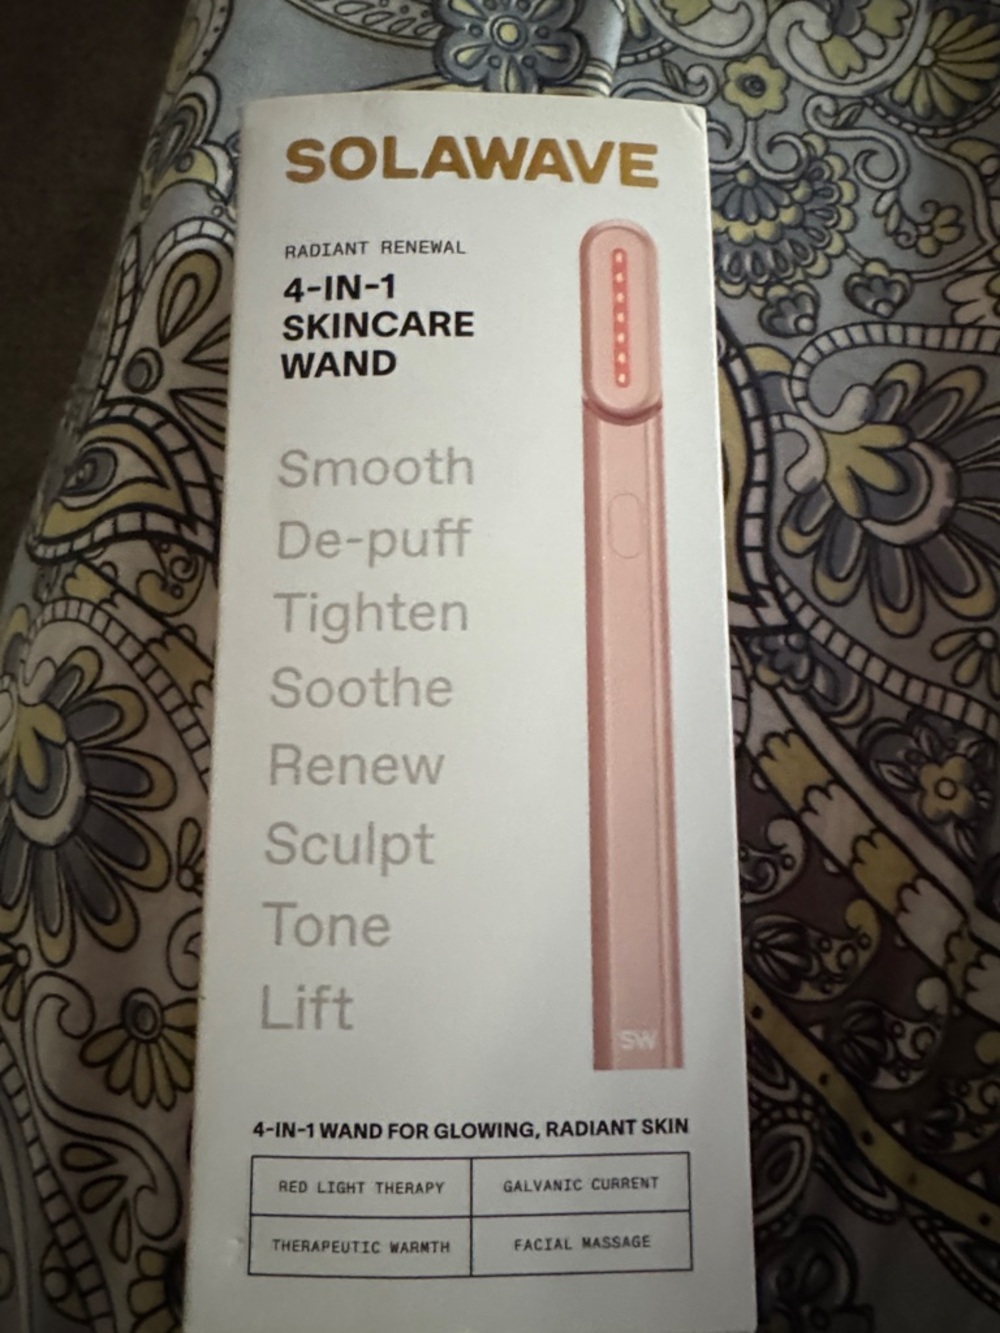 SOLAWAVE
RADIANT RENEWAL
4-IN-1
SKINCARE
WAND
Smooth
De-puff
Tighten
Soothe
Renew
Sculpt
Tone
Lift
SW
4-IN-1 WAND FOR GLOWING, RADIANT SKIN
RED LIGHT THERAPY
GALVANIC CURRENT
THERAPEUTIC WARMTH
FACIAL MASSAGE